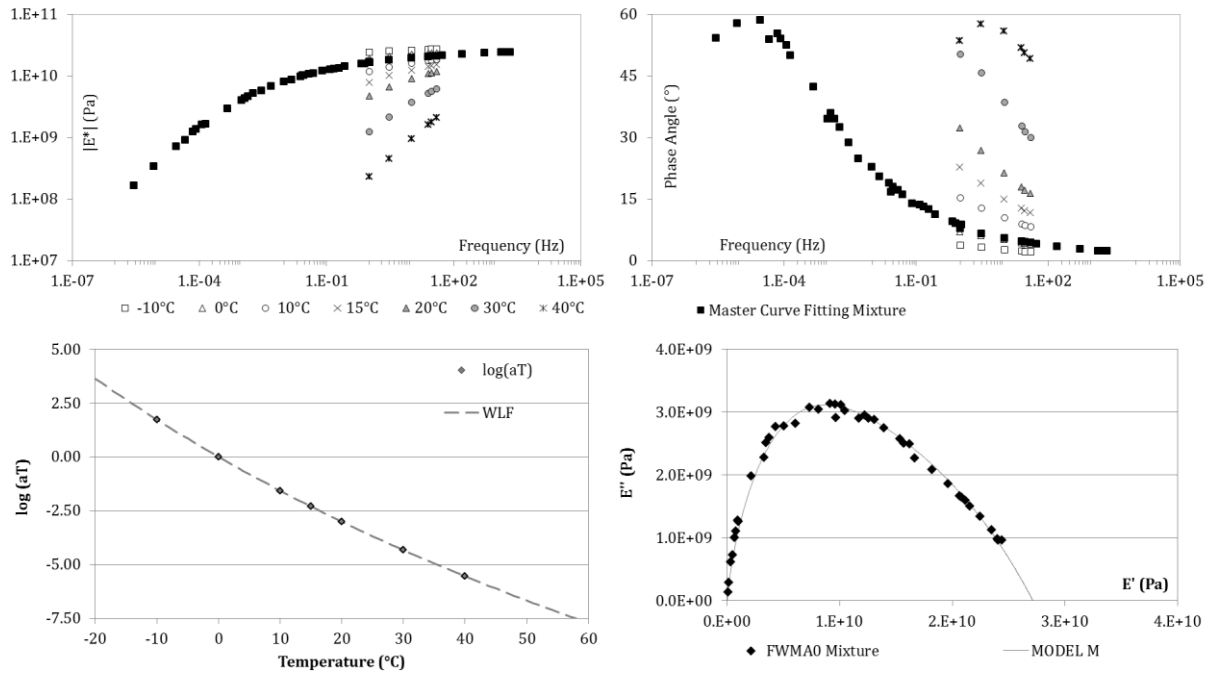 1.E+11
1.E+10
1.E+09
1.E+08
1.E+07
|E*| (Pa)
Frequency (Hz)
1.E-07
1.E-04
1.E-01
1.E+02
1.E+05
-10°C
0°C
10°C
15°C
20°C
30°C
40°C
60
45
30
15
0
Phase Angle (°)
Frequency (Hz)
1.E-07
1.E-04
1.E-01
1.E+02
1.E+05
Master Curve Fitting Mixture
5.00
2.50
0.00
-2.50
-5.00
-7.50
log (aT)
log(aT)
WLF
-20
-10
0
10
20
30
40
50
60
Temperature (°C)
4.0E+09
3.0E+09
2.0E+09
1.0E+09
0.0E+00
E'' (Pa)
E' (Pa)
0.E+00
1.E+10
2.E+10
3.E+10
4.E+10
FWMA0 Mixture
MODEL M